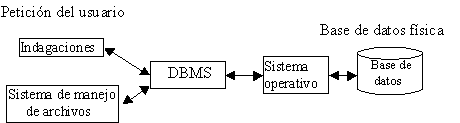 Petición del usuario
Base de datos física
Indagaciones
DBMS
Sistema
operativo
Base de
datos
Sistema de manejo
de archivos